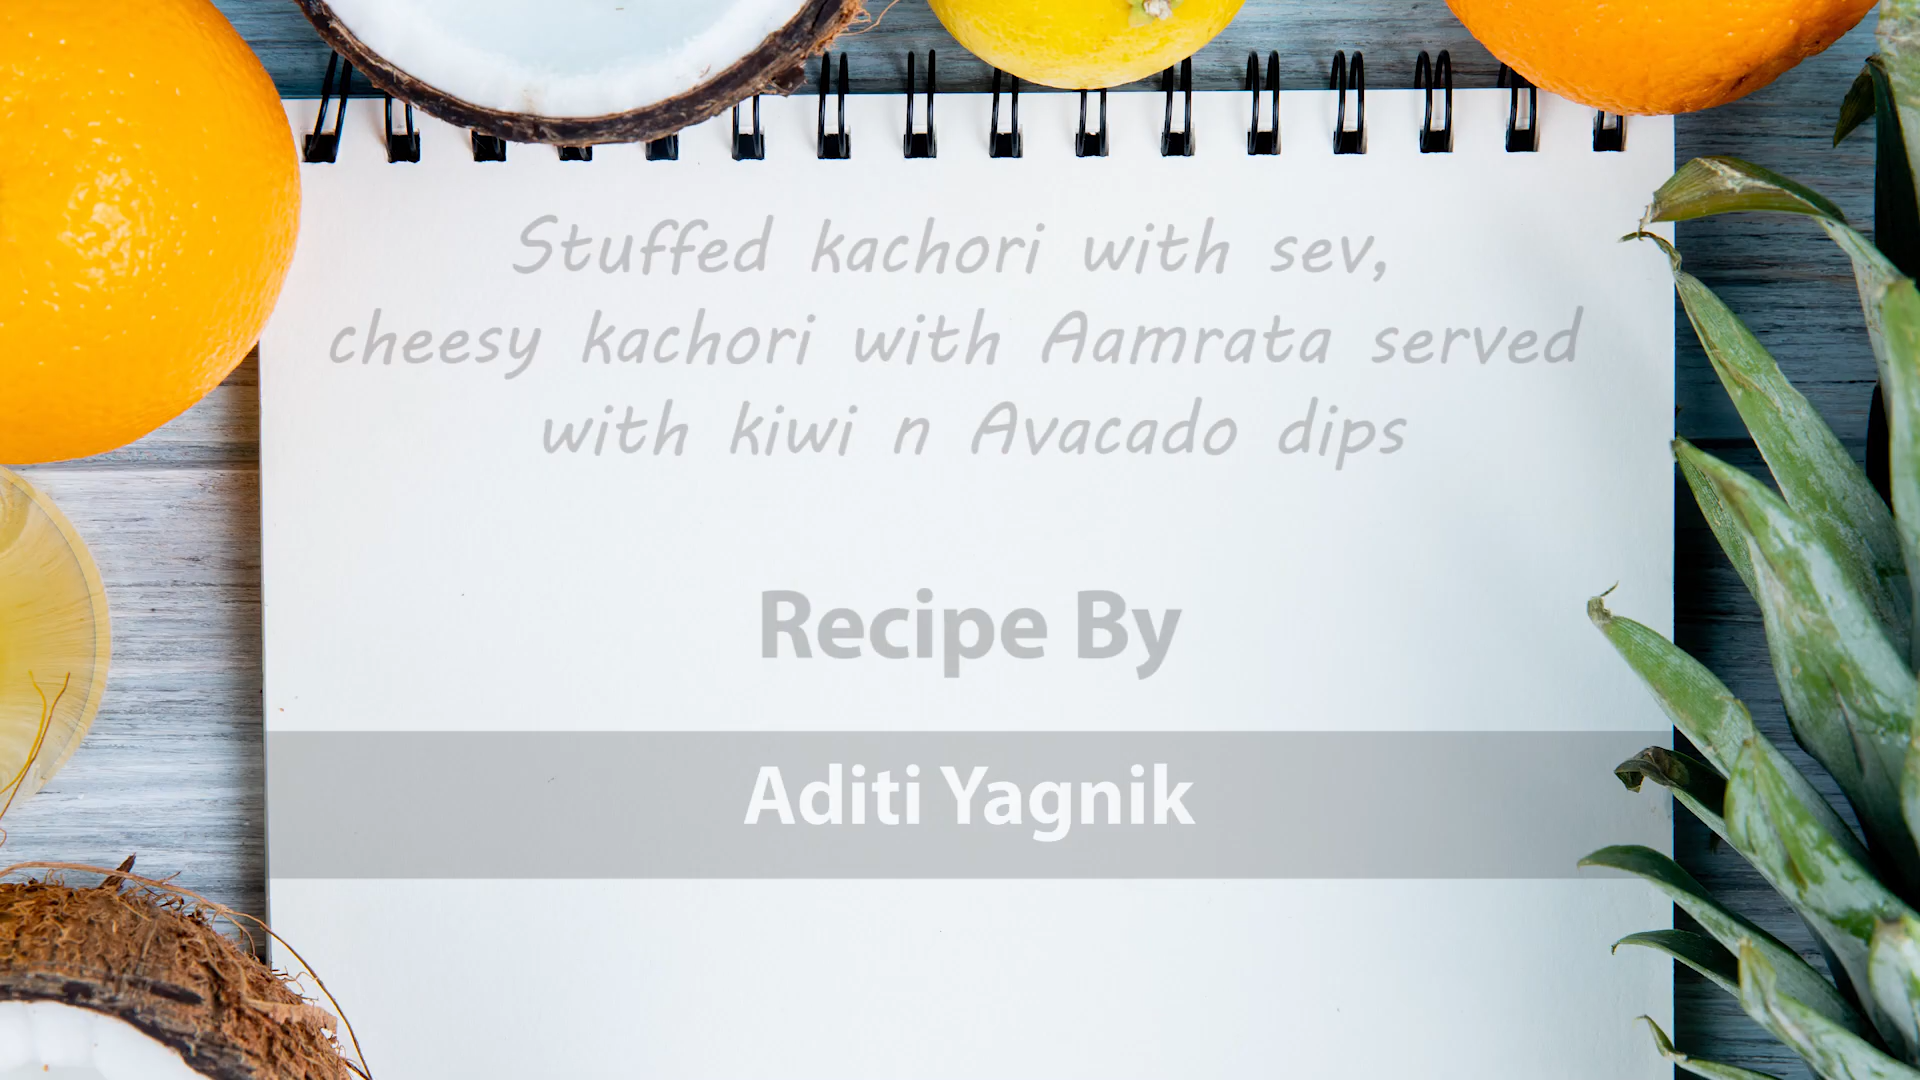 Stuffed kachori with sev,
cheesy kachori with Aamrata served
with kiwi n Avacado dips
Recipe By
Aditi Yagnik